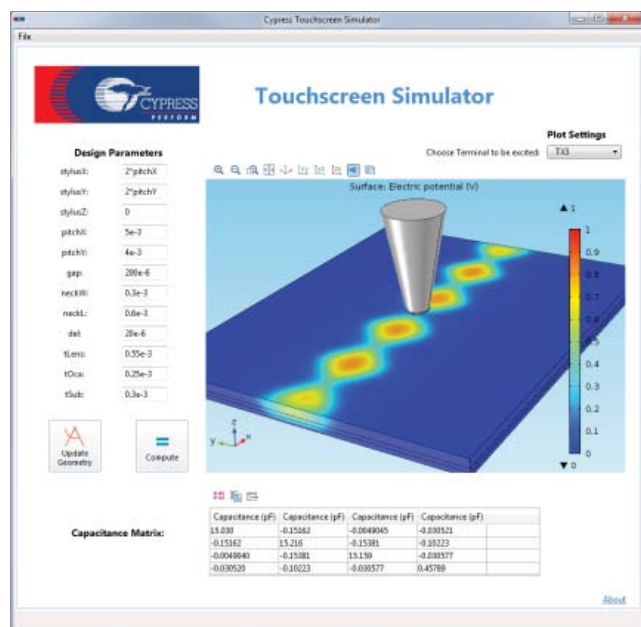 Cypress Touchscreen Simulator
File
CYPRESS
PERFORM
Touchscreen Simulator
Plot Settings
Choose Terminal to be excited: TX3
Design Parameters
stylusX: 2*pitchX
stylusY: 2*pitchY
stylusZ: 0
pitchX: 5e-3
pitchY: 4e-3
gap: 200e-6
neckW: 0.3e-3
neckL: 0.6e-3
del: 20e-6
tLens: 0.55e-3
tOca: 0.25e-3
tSub: 0.3e-3
Update
Geometry
Compute
Surface: Electric potential (V)
▲ 1
1
0.9
0.8
0.7
0.6
0.5
0.4
0.3
0.2
0.1
0
▼ 0
z
y
x
Capacitance Matrix:
Capacitance (pF) Capacitance (pF) Capacitance (pF) Capacitance (pF)
15.030 -0.15162 -0.0049045 -0.030521
-0.15162 15.216 -0.15381 -0.10223
-0.0049040 -0.15381 15.159 -0.030577
-0.030520 -0.10223 -0.030577 0.45789
About